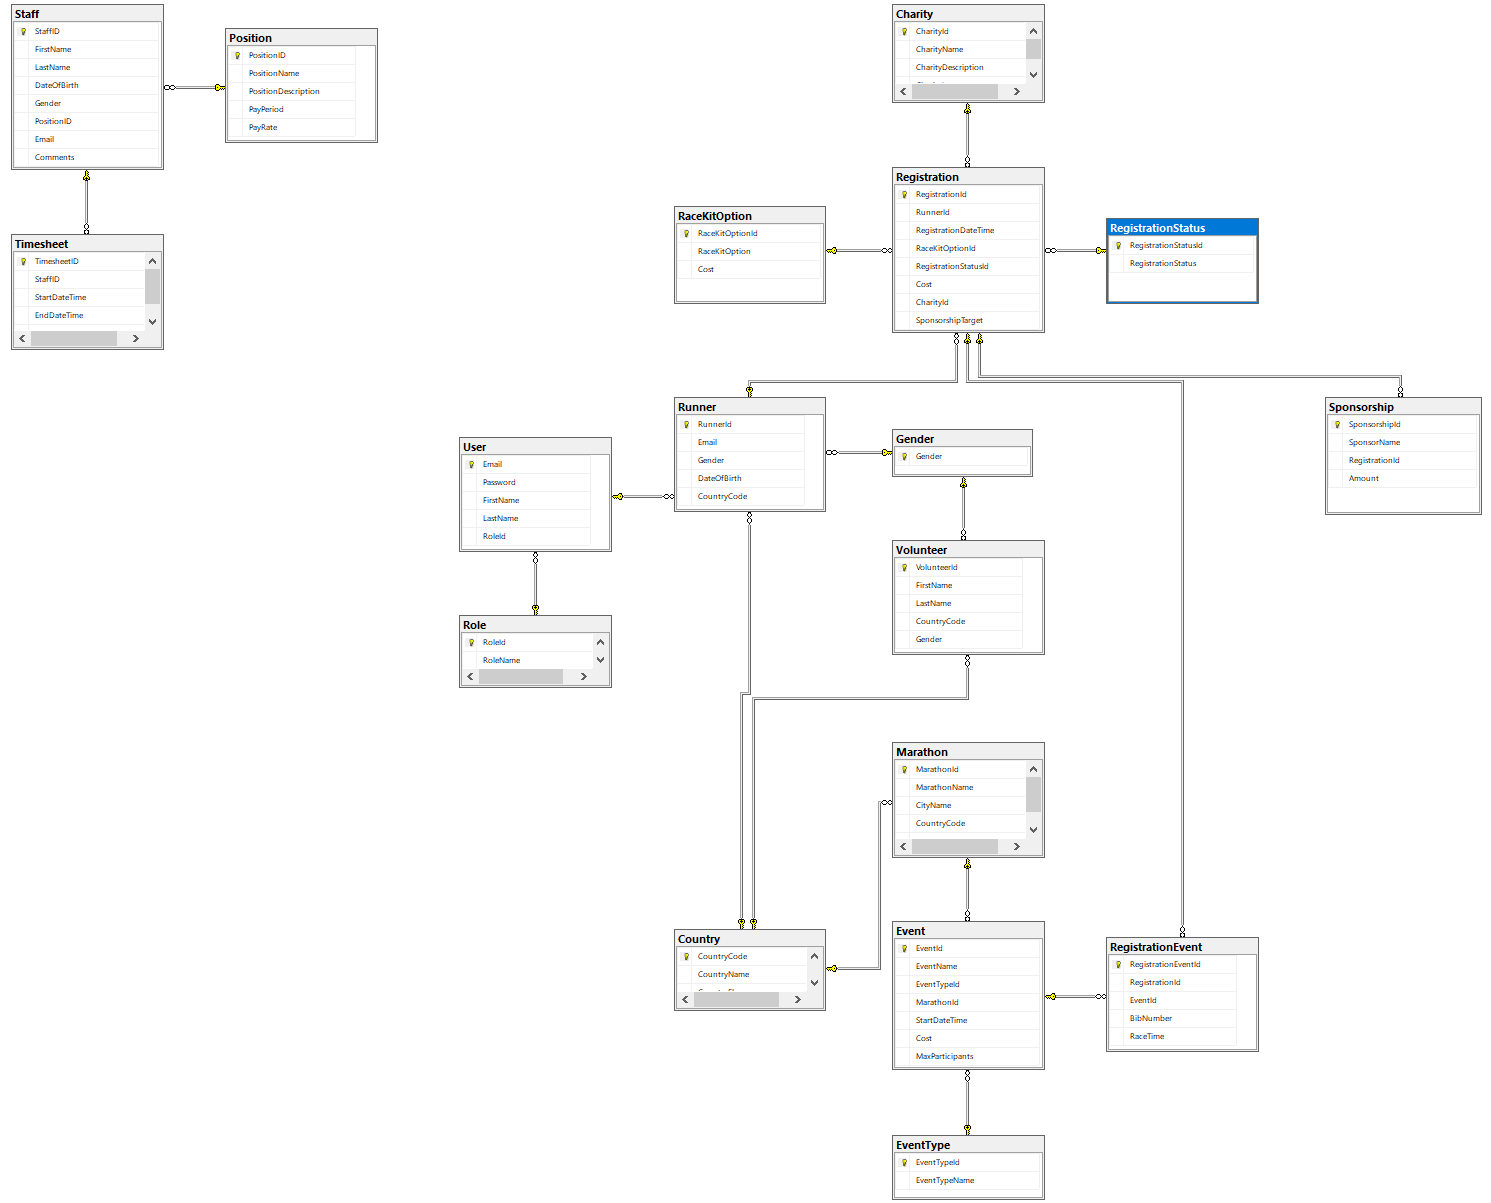 Staff
StaffID
FirstName
LastName
DateOfBirth
Gender
PositionID
Email
Comments
Position
PositionID
PositionName
PositionDescription
PayPeriod
PayRate
Timesheet
TimesheetID
StaffID
StartDateTime
EndDateTime
Charity
CharityId
CharityName
CharityDescription
Registration
RegistrationId
RunnerId
RegistrationDateTime
RaceKitOptionId
RegistrationStatusId
Cost
CharityId
SponsorshipTarget
RaceKitOption
RaceKitOptionId
RaceKitOption
Cost
RegistrationStatus
RegistrationStatusId
RegistrationStatus
Runner
RunnerId
Email
Gender
DateOfBirth
CountryCode
Gender
Gender
Sponsorship
SponsorshipId
SponsorName
RegistrationId
Amount
User
Email
Password
FirstName
LastName
RoleId
Role
RoleId
RoleName
Volunteer
VolunteerId
FirstName
LastName
CountryCode
Gender
Marathon
MarathonId
MarathonName
CityName
CountryCode
Country
CountryCode
CountryName
Event
EventId
EventName
EventTypeId
MarathonId
StartDateTime
Cost
MaxParticipants
RegistrationEvent
RegistrationEventId
RegistrationId
EventId
BibNumber
RaceTime
EventType
EventTypeId
EventTypeName